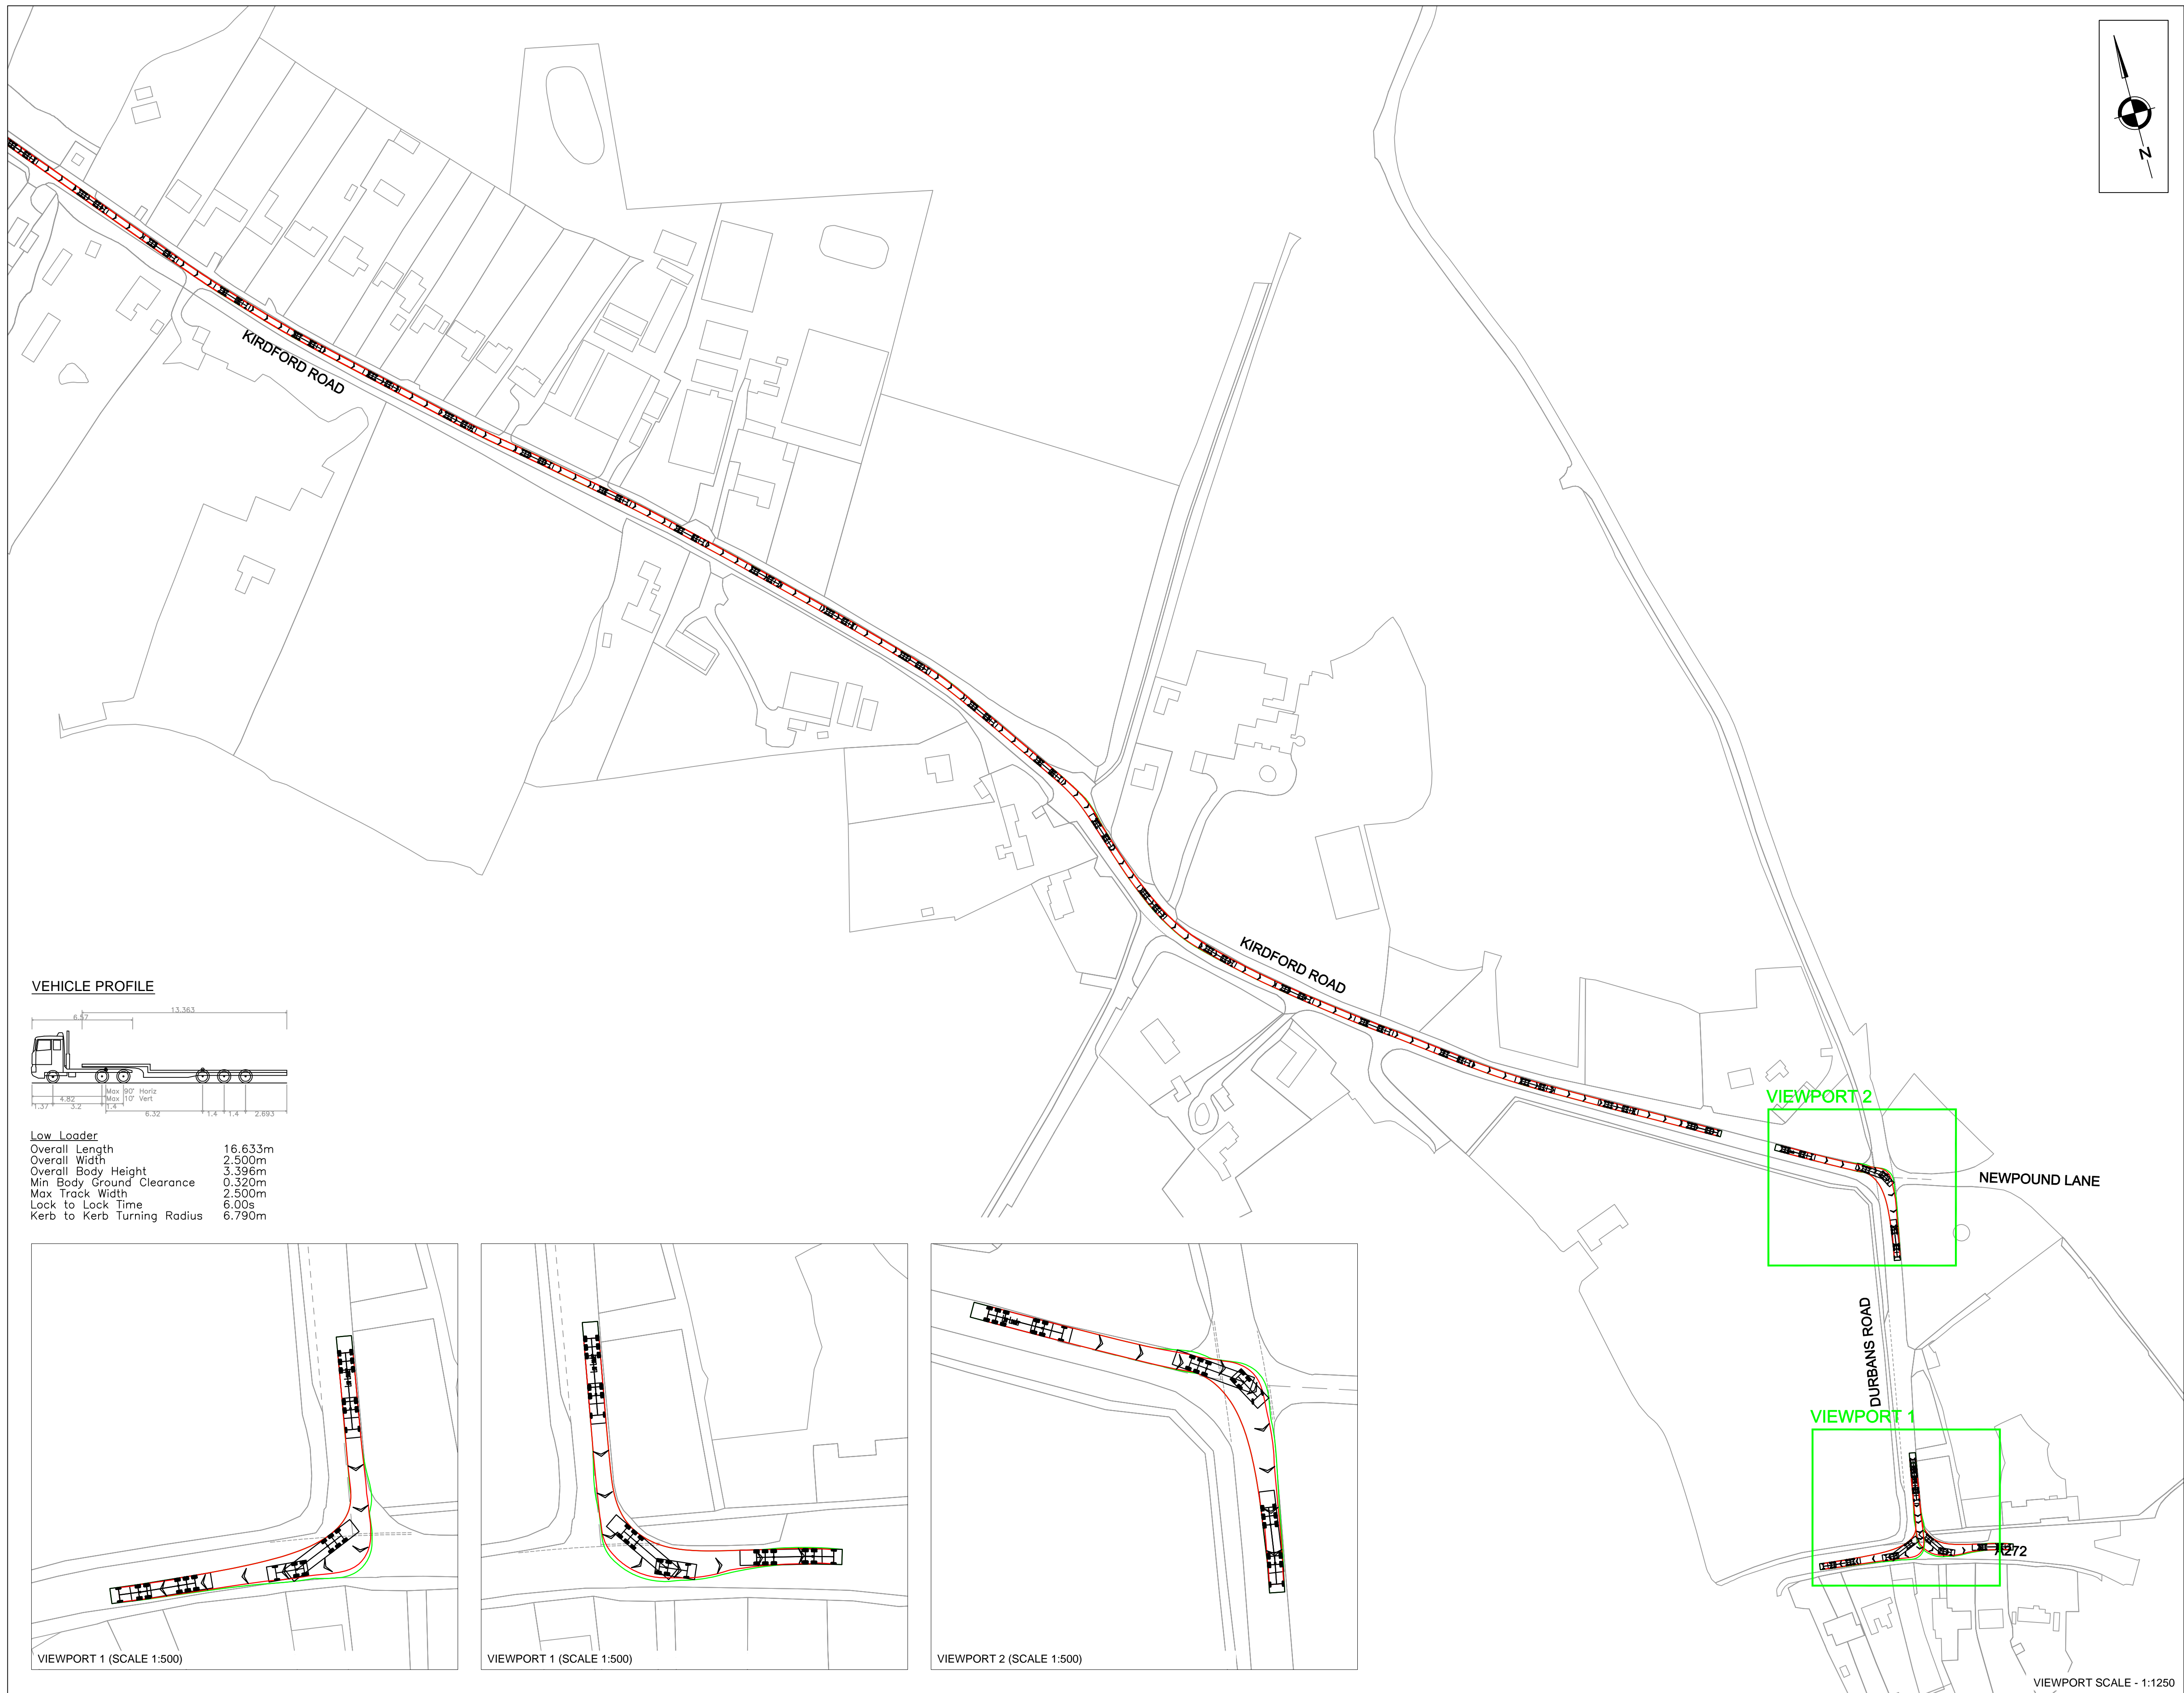 N
KIRDFORD ROAD
KIRDFORD ROAD
VEHICLE PROFILE
13.363
6.57
Max 90° Horiz
Max 10° Vert
4.82
1.37
3.2
1.4
6.32
1.4
1.4
2.693
Low Loader
Overall Length 16.633m
Overall Width 2.500m
Overall Body Height 3.396m
Min Body Ground Clearance 0.320m
Max Track Width 2.500m
Lock to Lock Time 6.00s
Kerb to Kerb Turning Radius 6.790m
VIEWPORT 2
NEWPOUND LANE
DURBANS ROAD
VIEWPORT 1
A272
VIEWPORT 1 (SCALE 1:500)
VIEWPORT 1 (SCALE 1:500)
VIEWPORT 2 (SCALE 1:500)
VIEWPORT SCALE - 1:1250